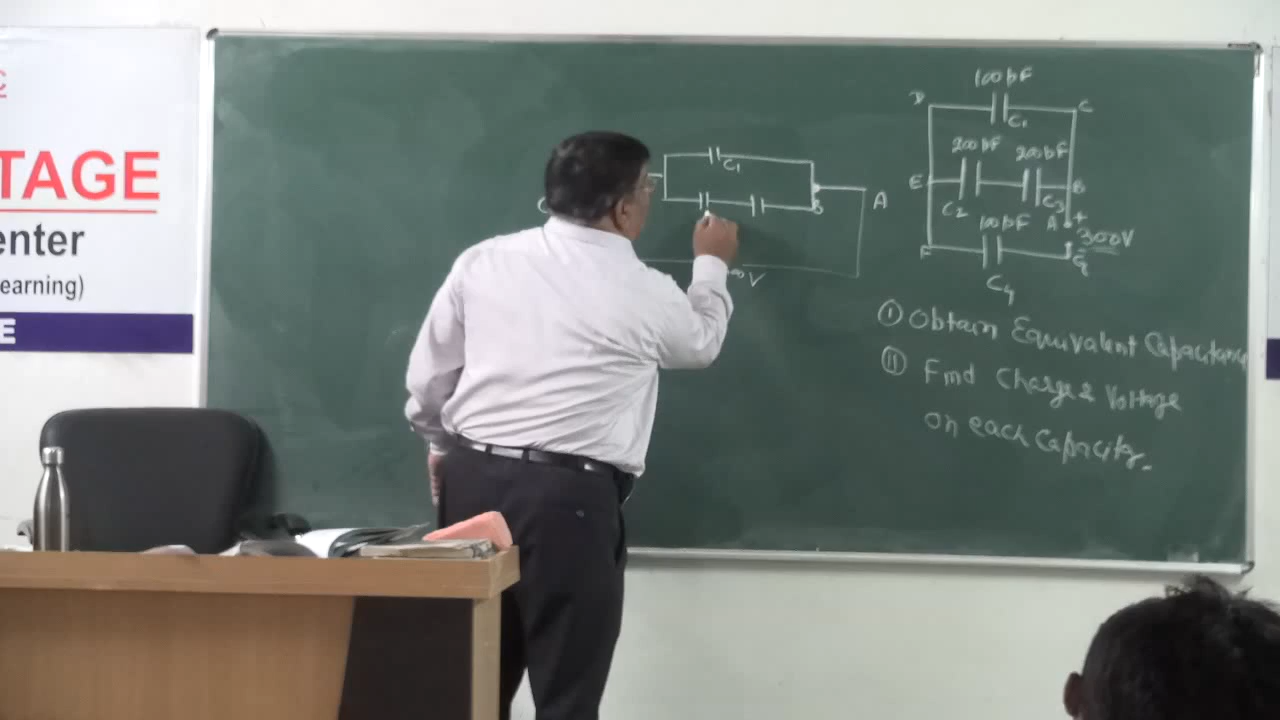 C
TAGE
enter
earning)
E
C1
B
A
00V
100pF
D
C
C1
200pF
200pF
E
B
C2
C3
100pF
A
+
300V
-
F
G
C4
① Obtain Equivalent Capacitance
② Find Charge & Voltage
on each Capacitor.